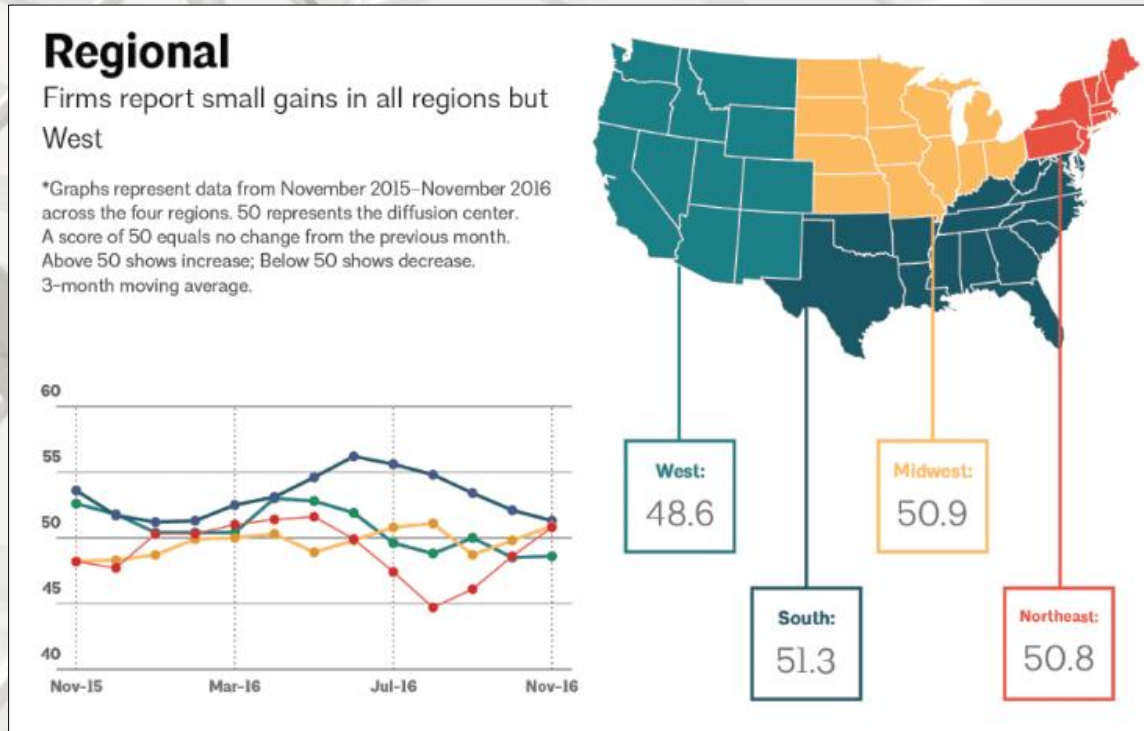 Regional
Firms report small gains in all regions but
West
*Graphs represent data from November 2015–November 2016
across the four regions. 50 represents the diffusion center.
A score of 50 equals no change from the previous month.
Above 50 shows increase; Below 50 shows decrease.
3-month moving average.
60
55
50
45
40
Nov-15
Mar-16
Jul-16
Nov-16
West:
48.6
Midwest:
50.9
South:
51.3
Northeast:
50.8